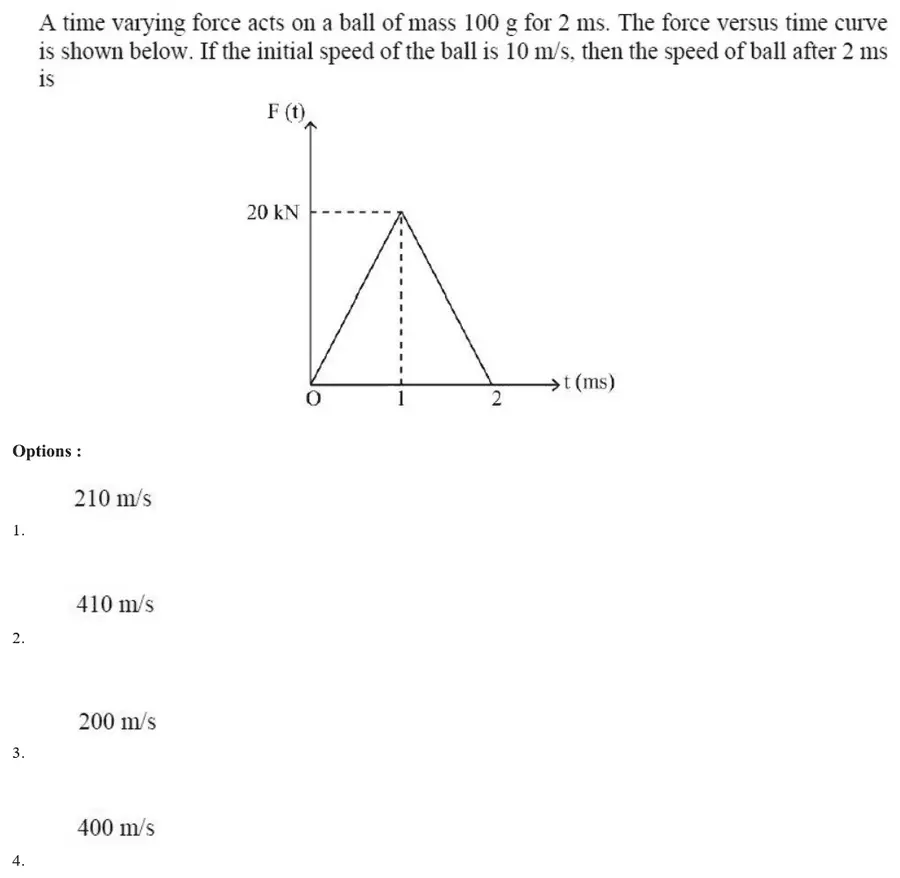 A time varying force acts on a ball of mass 100 g for 2 ms. The force versus time curve
is shown below. If the initial speed of the ball is 10 m/s, then the speed of ball after 2 ms
is
F (t)
20 kN
t (ms)
O 1 2
Options :
210 m/s
1.
410 m/s
2.
200 m/s
3.
400 m/s
4.